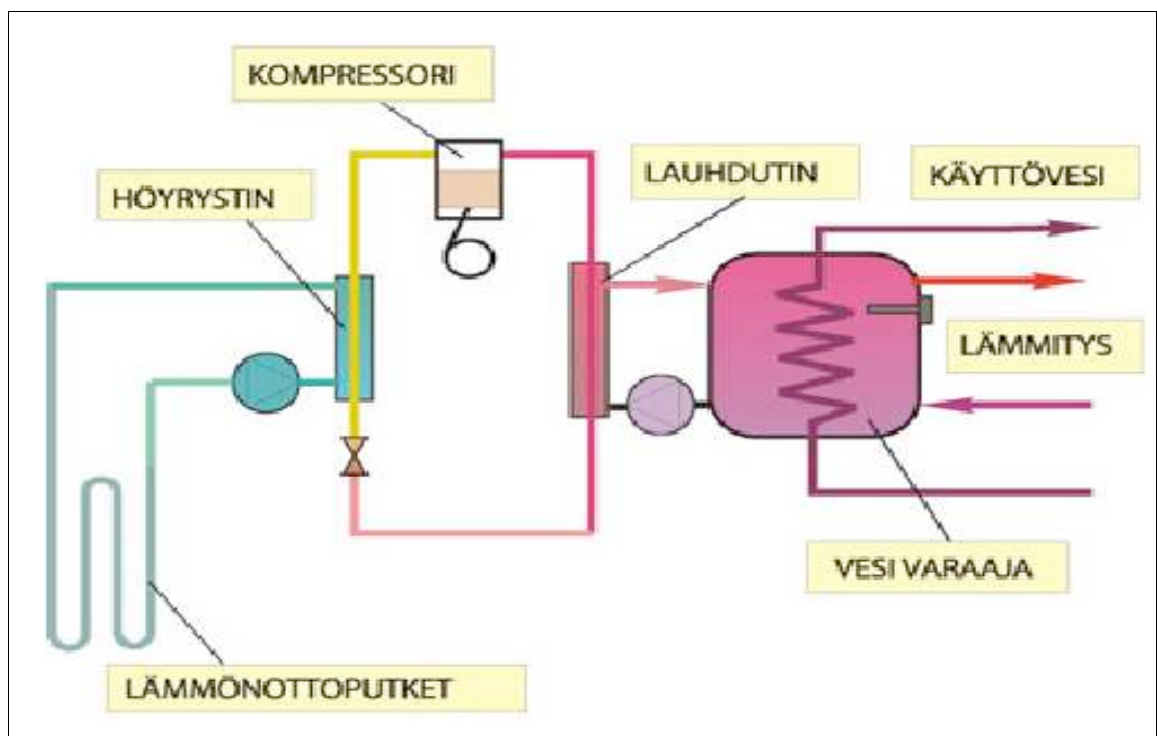 KOMPRESSORI
HÖYRYSTIN
LAUHDUTIN
KÄYTTÖVESI
LÄMMITYS
VESI VARAAJA
LÄMMÖNOTTOPUTKET